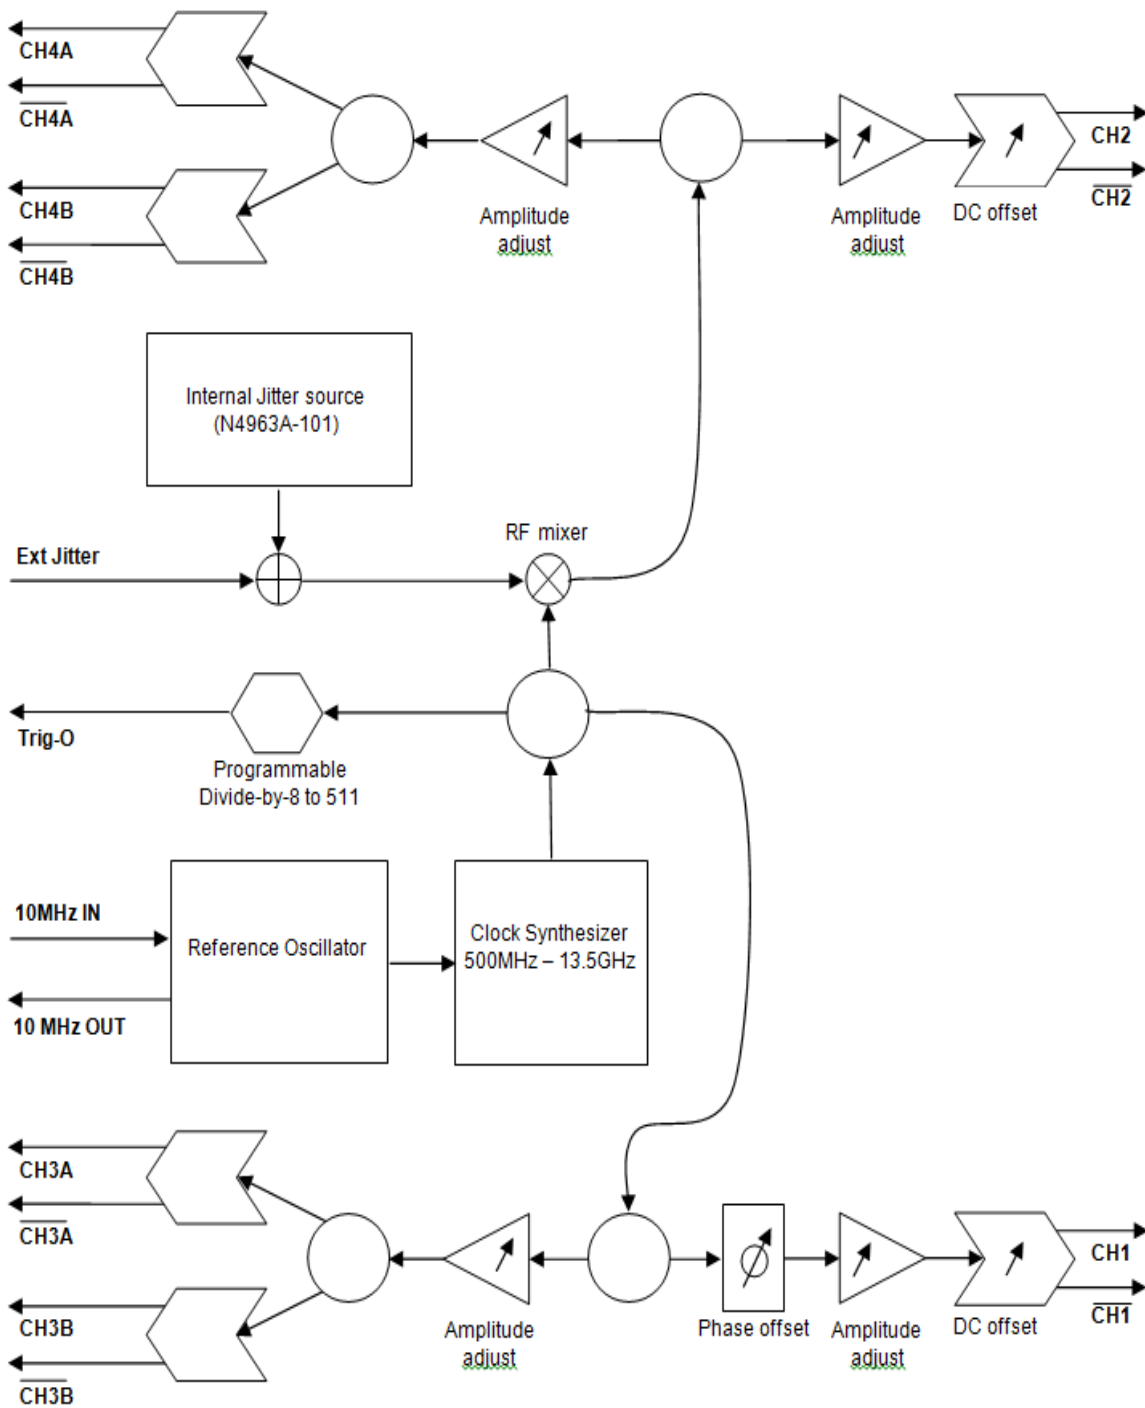 CH4A
CH4A
CH4B
CH4B
Amplitude
adjust
Amplitude
adjust
DC offset
CH2
CH2
Internal Jitter source
(N4963A-101)
Ext Jitter
RF mixer
Trig-O
Programmable
Divide-by-8 to 511
10MHz IN
10 MHz OUT
Reference Oscillator
Clock Synthesizer
500MHz – 13.5GHz
CH3A
CH3A
CH3B
CH3B
Amplitude
adjust
Phase offset
Amplitude
adjust
DC offset
CH1
CH1